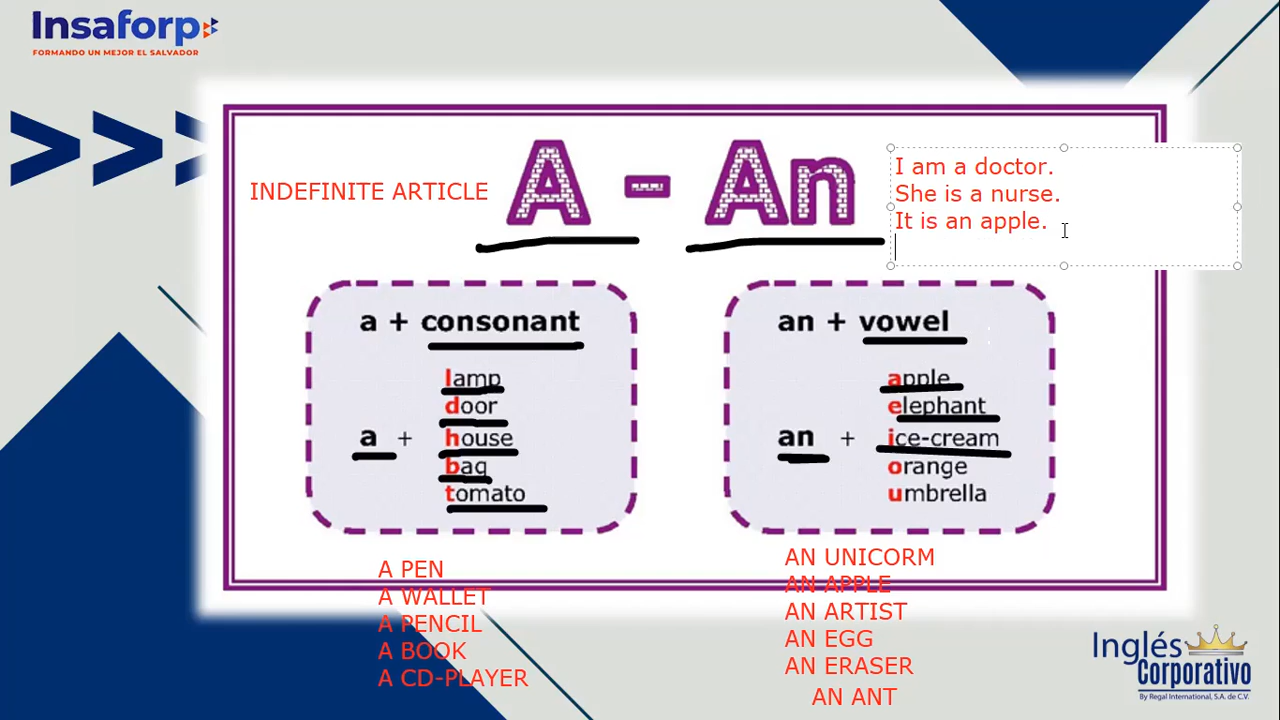 Insaforp
FORMANDO UN MEJOR EL SALVADOR
INDEFINITE ARTICLE
A - An
I am a doctor.
She is a nurse.
It is an apple.
a + consonant
lamp
door
a + house
bag
tomato
an + vowel
apple
elephant
an + ice-cream
orange
umbrella
A PEN
A WALLET
A PENCIL
A BOOK
A CD-PLAYER
AN UNICORM
AN APPLE
AN ARTIST
AN EGG
AN ERASER
AN ANT
Inglés
Corporativo
By Regal International, S.A. de C.V.